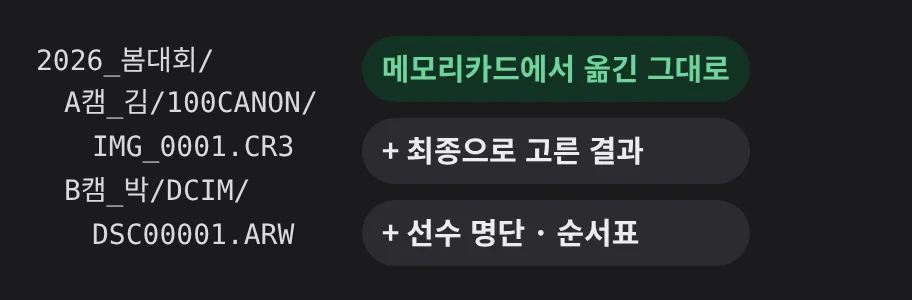 2026_봄대회/
A캠_김/100CANON/
IMG_0001.CR3
B캠_박/DCIM/
DSC00001.ARW
메모리카드에서 옮긴 그대로
+ 최종으로 고른 결과
+ 선수 명단 · 순서표